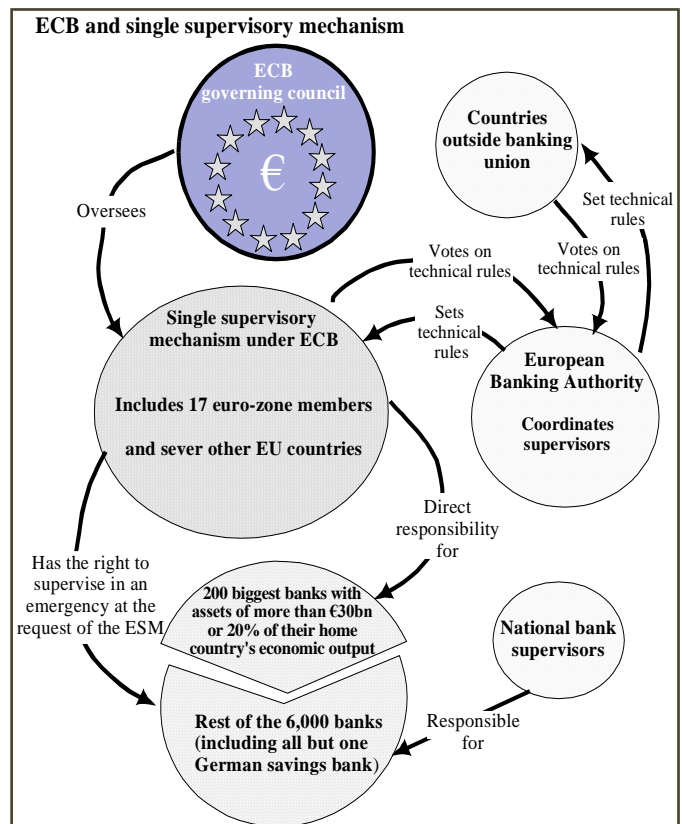 ECB and single supervisory mechanism
ECB
governing council
€
Countries
outside banking
union
Oversees
Set technical
rules
Votes on
technical rules
Votes on
technical rules
Single supervisory
mechanism under ECB
Includes 17 euro-zone members
and sever other EU countries
Sets
technical
rules
European
Banking Authority
Coordinates
supervisors
Direct
responsibility
for
Has the right to
supervise in an
emergency at the
request of the ESM
200 biggest banks with
assets of more than €30bn
or 20% of their home
country's economic output
National bank
supervisors
Rest of the 6,000 banks
(including all but one
German savings bank)
Responsible
for